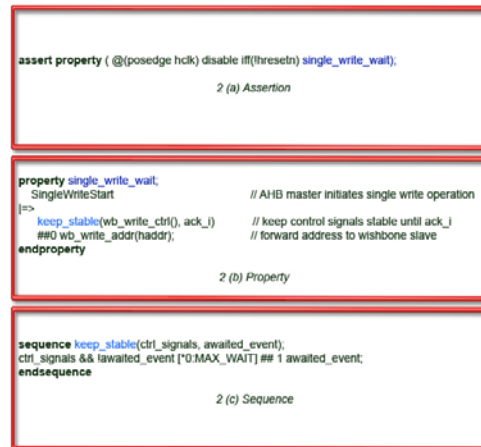 assert property ( @(posedge hclk) disable iff(!hresetn) single_write_wait);
2 (a) Assertion
property single_write_wait;
SingleWriteStart // AHB master initiates single write operation
|=>
keep_stable(wb_write_ctrl(), ack_i) // keep control signals stable until ack_i
##0 wb_write_addr(haddr); // forward address to wishbone slave
endproperty
2 (b) Property
sequence keep_stable(ctrl_signals, awaited_event);
ctrl_signals && !awaited_event [*0:MAX_WAIT] ## 1 awaited_event;
endsequence
2 (c) Sequence